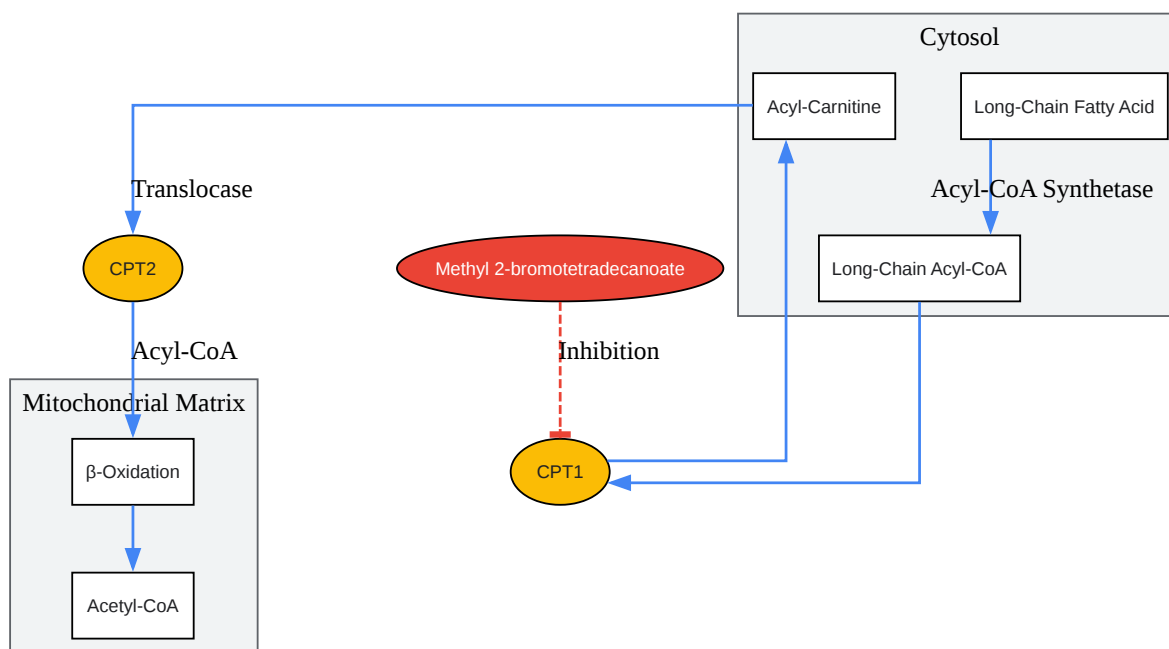 Cytosol
Acyl-Carnitine
Long-Chain Fatty Acid
Translocase
Acyl-CoA Synthetase
CPT2
Methyl 2-bromotetradecanoate
Long-Chain Acyl-CoA
Acyl-CoA
Inhibition
Mitochondrial Matrix
β-Oxidation
CPT1
Acetyl-CoA